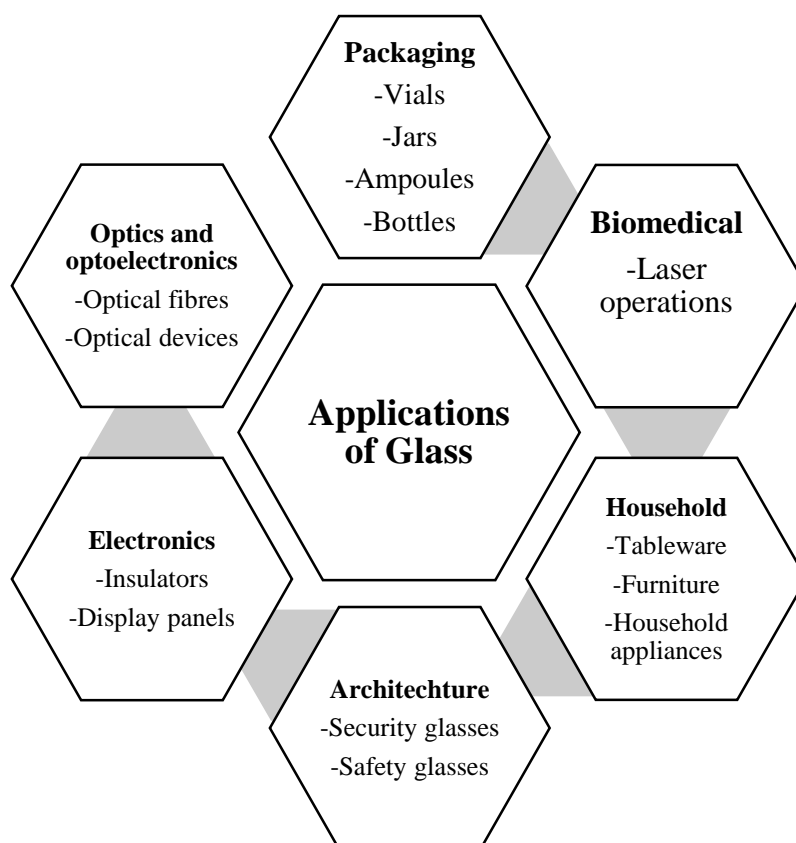 Packaging
-Vials
-Jars
-Ampoules
-Bottles
Biomedical
-Laser
operations
Household
-Tableware
-Furniture
-Household
appliances
Architechture
-Security glasses
-Safety glasses
Electronics
-Insulators
-Display panels
Optics and
optoelectronics
-Optical fibres
-Optical devices
Applications
of Glass